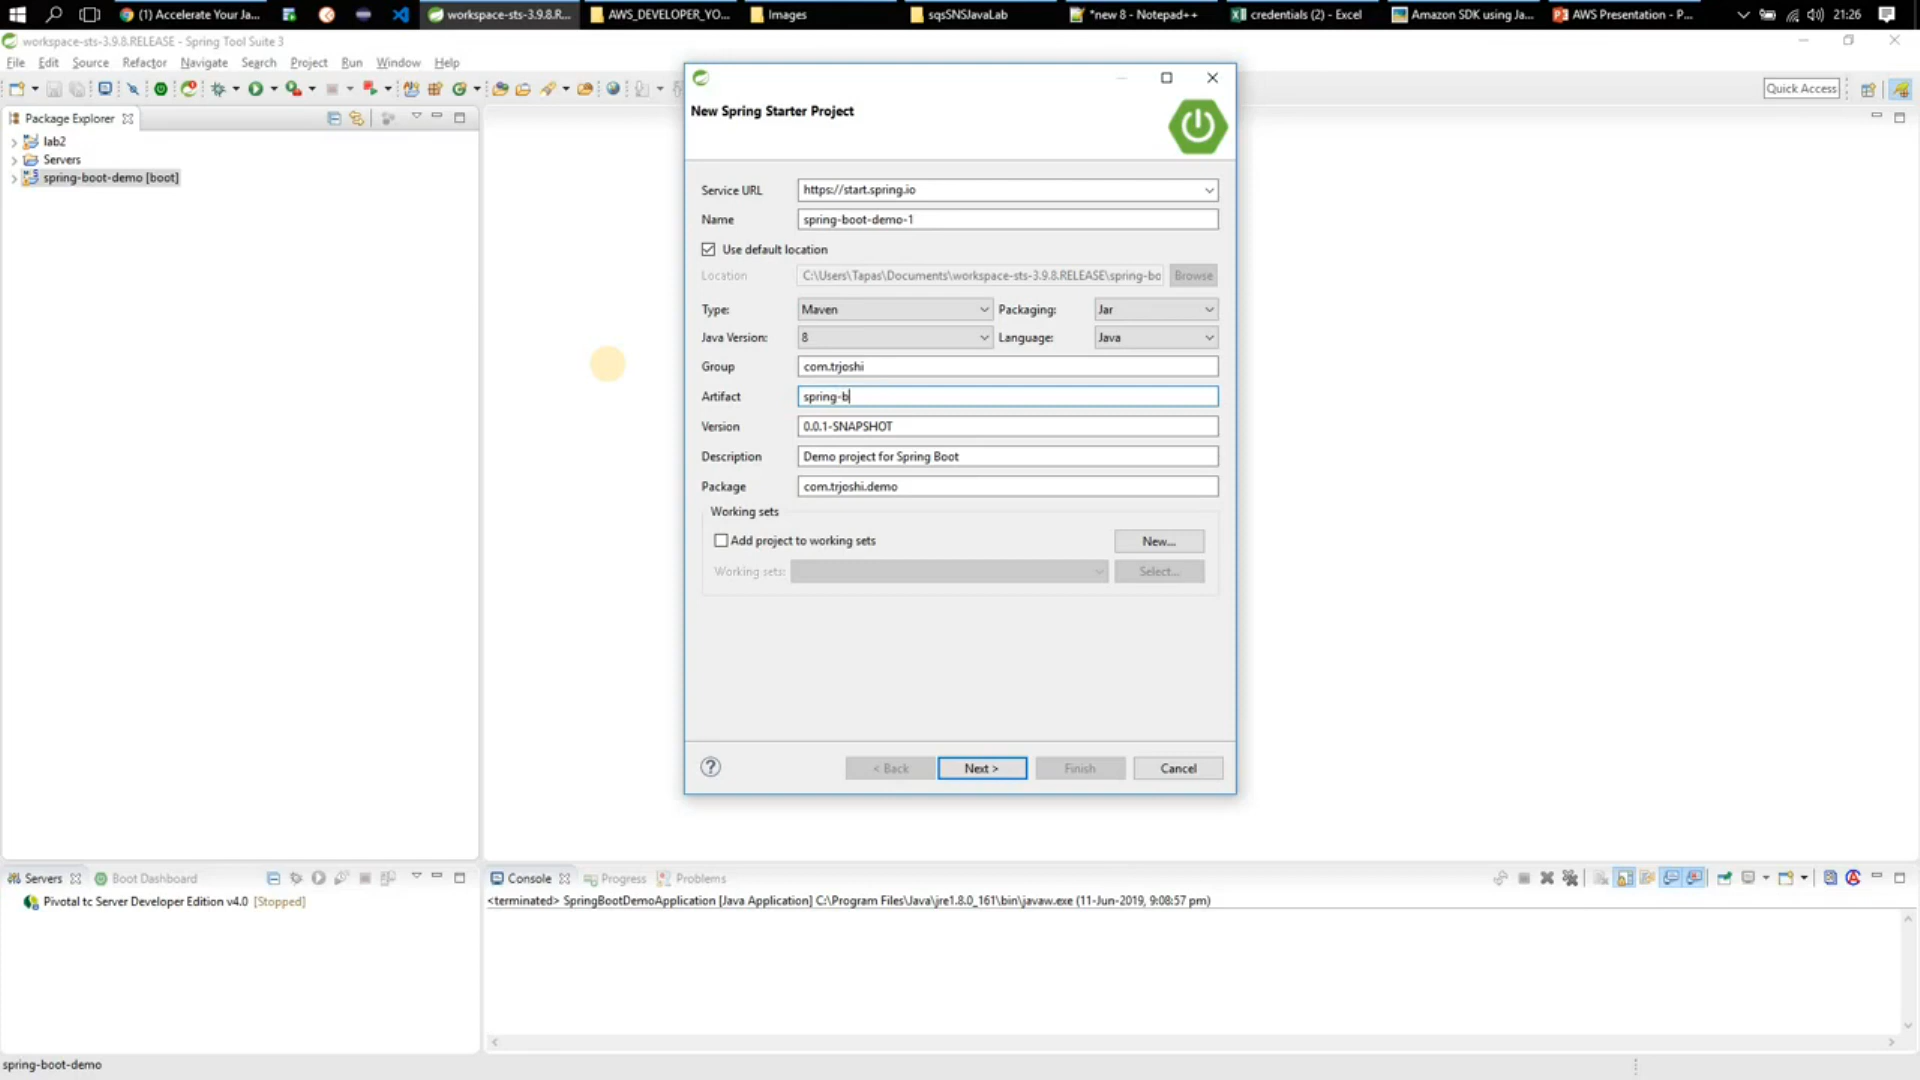 (1) Accelerate Your Ja...
workspace-sts-3.9.8.R...
AWS_DEVELOPER_YO...
Images
sqsSNSJavaLab
*new 8 - Notepad++
credentials (2) - Excel
Amazon SDK using Ja...
AWS Presentation - P...
21:26
workspace-sts-3.9.8.RELEASE - Spring Tool Suite 3
File Edit Source Refactor Navigate Search Project Run Window Help
Quick Access
Package Explorer
lab2
Servers
spring-boot-demo [boot]
New Spring Starter Project
Service URL https://start.spring.io
Name spring-boot-demo-1
Use default location
Location C:\Users\Tapas\Documents\workspace-sts-3.9.8.RELEASE\spring-bo Browse
Type: Maven Packaging: Jar
Java Version: 8 Language: Java
Group com.trjoshi
Artifact spring-b
Version 0.0.1-SNAPSHOT
Description Demo project for Spring Boot
Package com.trjoshi.demo
Working sets
Add project to working sets New...
Working sets: Select...
? < Back Next > Finish Cancel
Servers Boot Dashboard
Pivotal tc Server Developer Edition v4.0 [Stopped]
Console Progress Problems
<terminated> SpringBootDemoApplication [Java Application] C:\Program Files\Java\jre1.8.0_161\bin\javaw.exe (11-Jun-2019, 9:08:57 pm)
spring-boot-demo